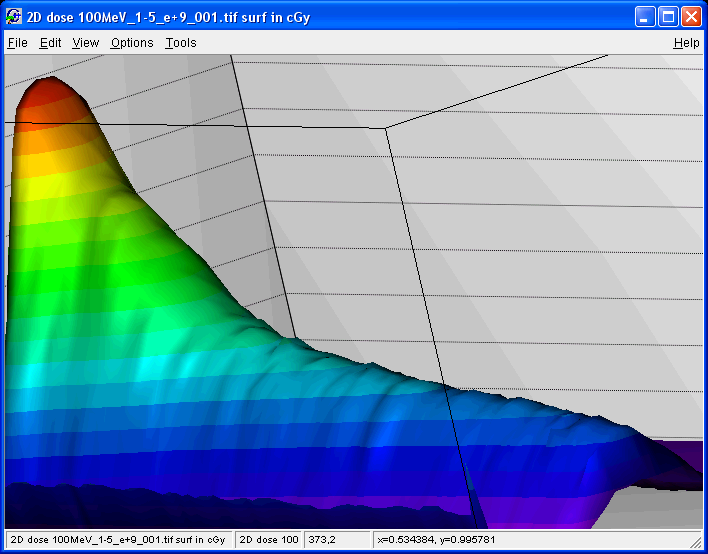 2D dose 100MeV_1-5_e+9_001.tif surf in cGy
File Edit View Options Tools Help
2D dose 100MeV_1-5_e+9_001.tif surf in cGy 2D dose 100 373,2 x=0.534384, y=0.995781